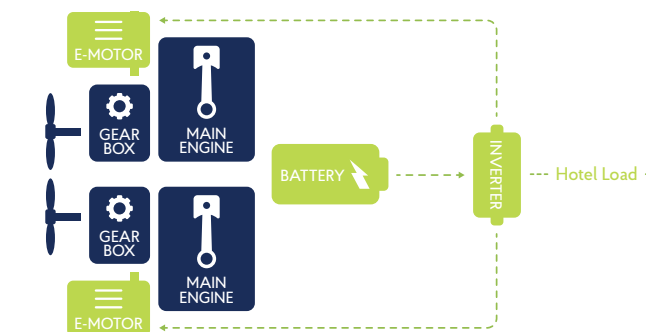 E-MOTOR
GEAR
BOX
MAIN
ENGINE
BATTERY
INVERTER
Hotel Load
GEAR
BOX
MAIN
ENGINE
E-MOTOR